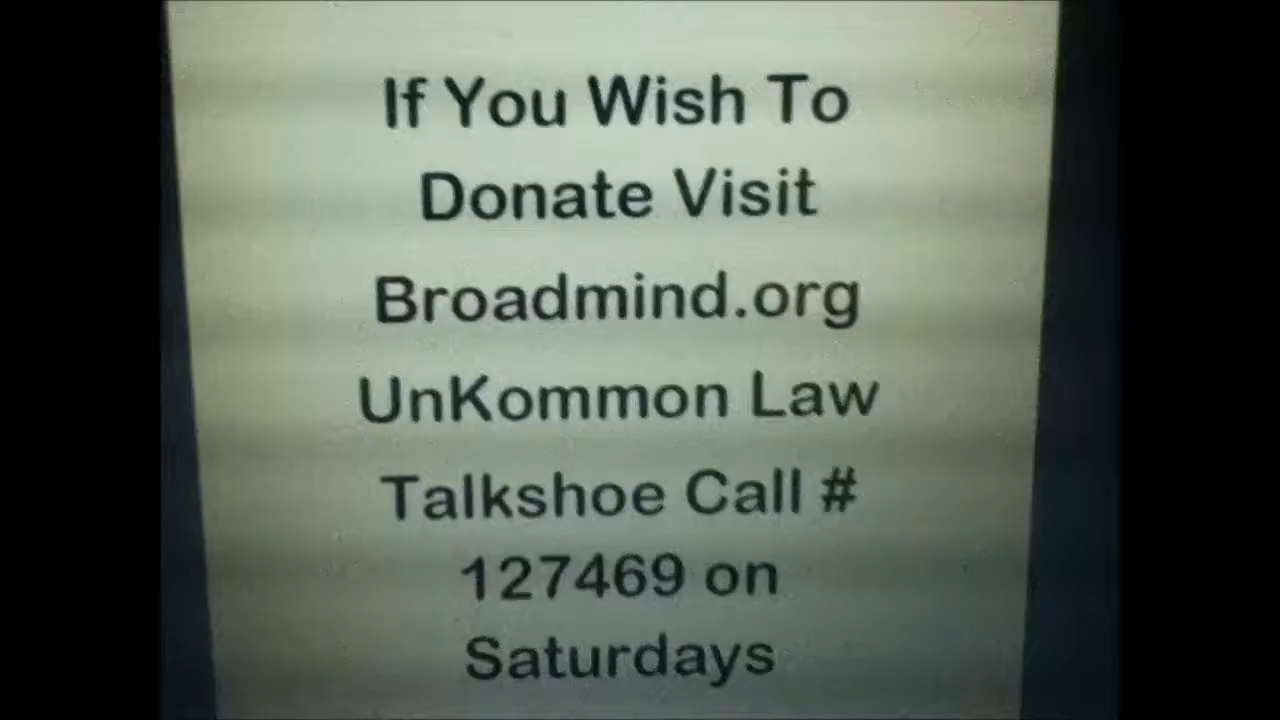 If You Wish To
Donate Visit
Broadmind.org
UnKommon Law
Talkshoe Call #
127469 on
Saturdays